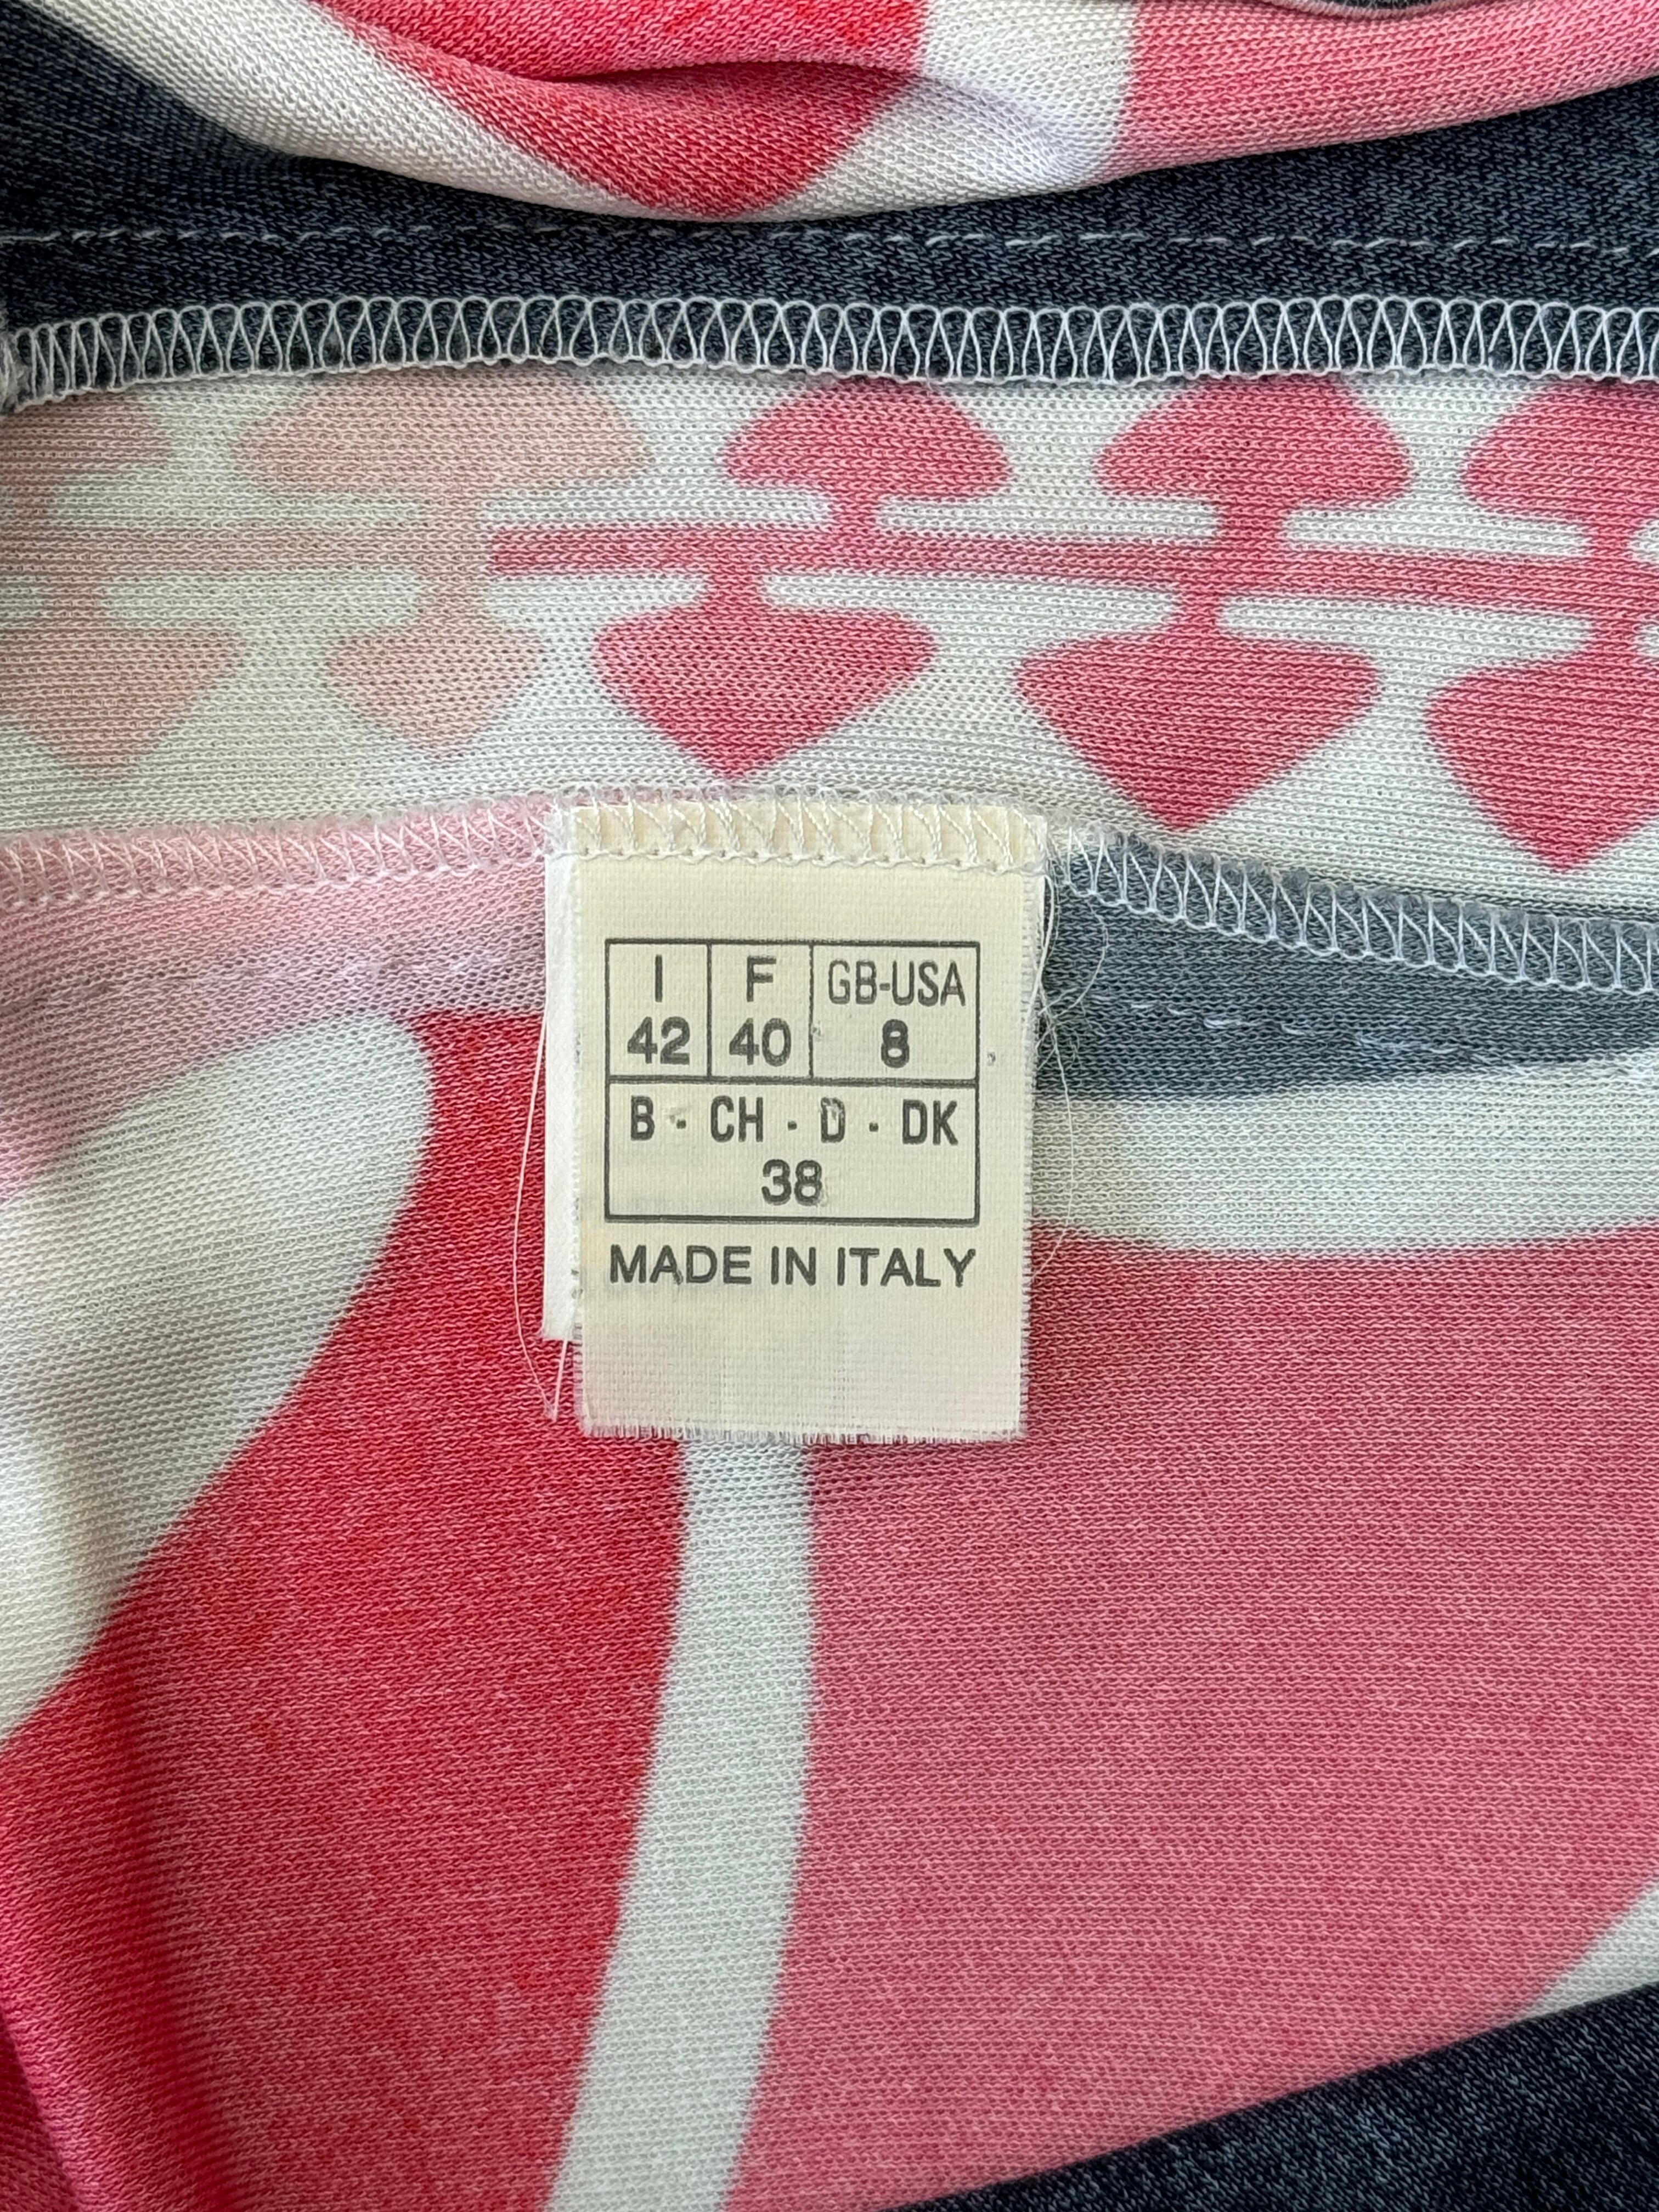 I F GB-USA
42 40 8
B - CH - D - DK
38
MADE IN ITALY